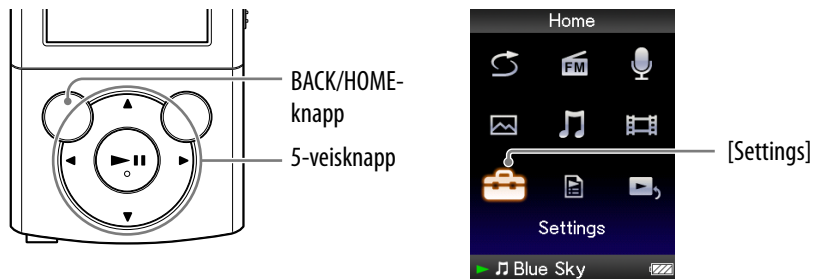 BACK/HOME-
knapp
5-veisknapp
Home
FM
[Settings]
Settings
Blue Sky